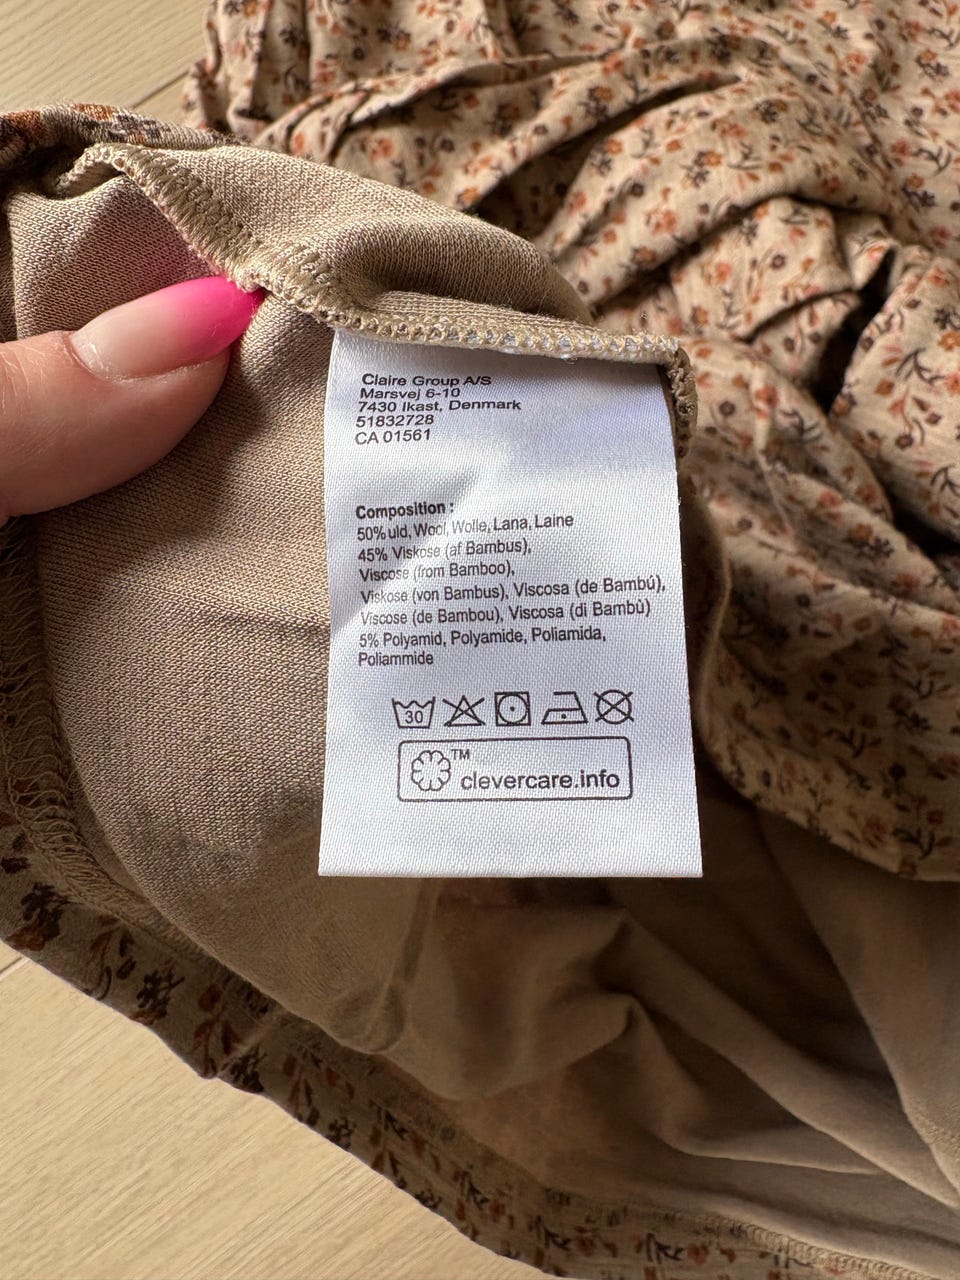 Claire Group A/S
Marsvej 6-10
7430 Ikast, Denmark
51832728
CA 01561
Composition :
50% uld, Wool, Wolle, Lana, Laine
45% Viskose (af Bambus),
Viscose (from Bamboo),
Viskose (von Bambus), Viscosa (de Bambú),
Viscose (de Bambou), Viscosa (di Bambù)
5% Polyamid, Polyamide, Poliamida,
Poliammide
30
TM clevercare.info